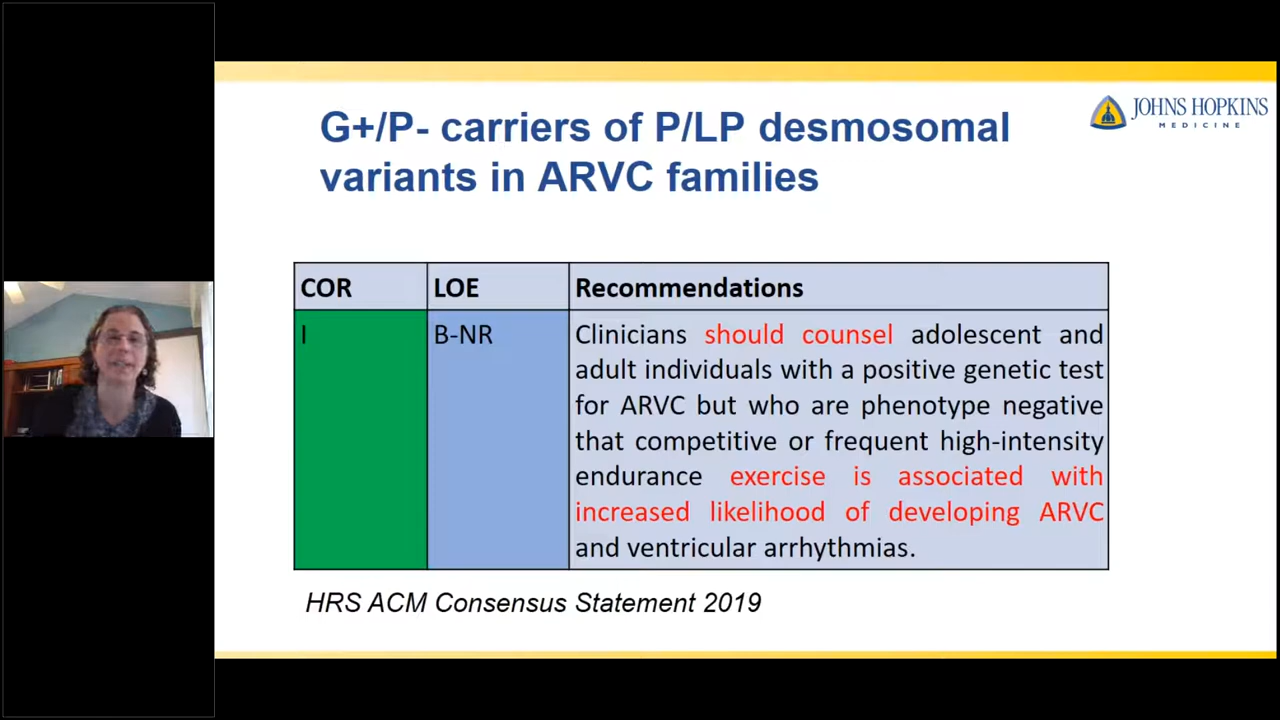 G+/P- carriers of P/LP desmosomal
variants in ARVC families
JOHNS HOPKINS
MEDICINE
COR
LOE
Recommendations
I
B-NR
Clinicians should counsel adolescent and
adult individuals with a positive genetic test
for ARVC but who are phenotype negative
that competitive or frequent high-intensity
endurance exercise is associated with
increased likelihood of developing ARVC
and ventricular arrhythmias.
HRS ACM Consensus Statement 2019